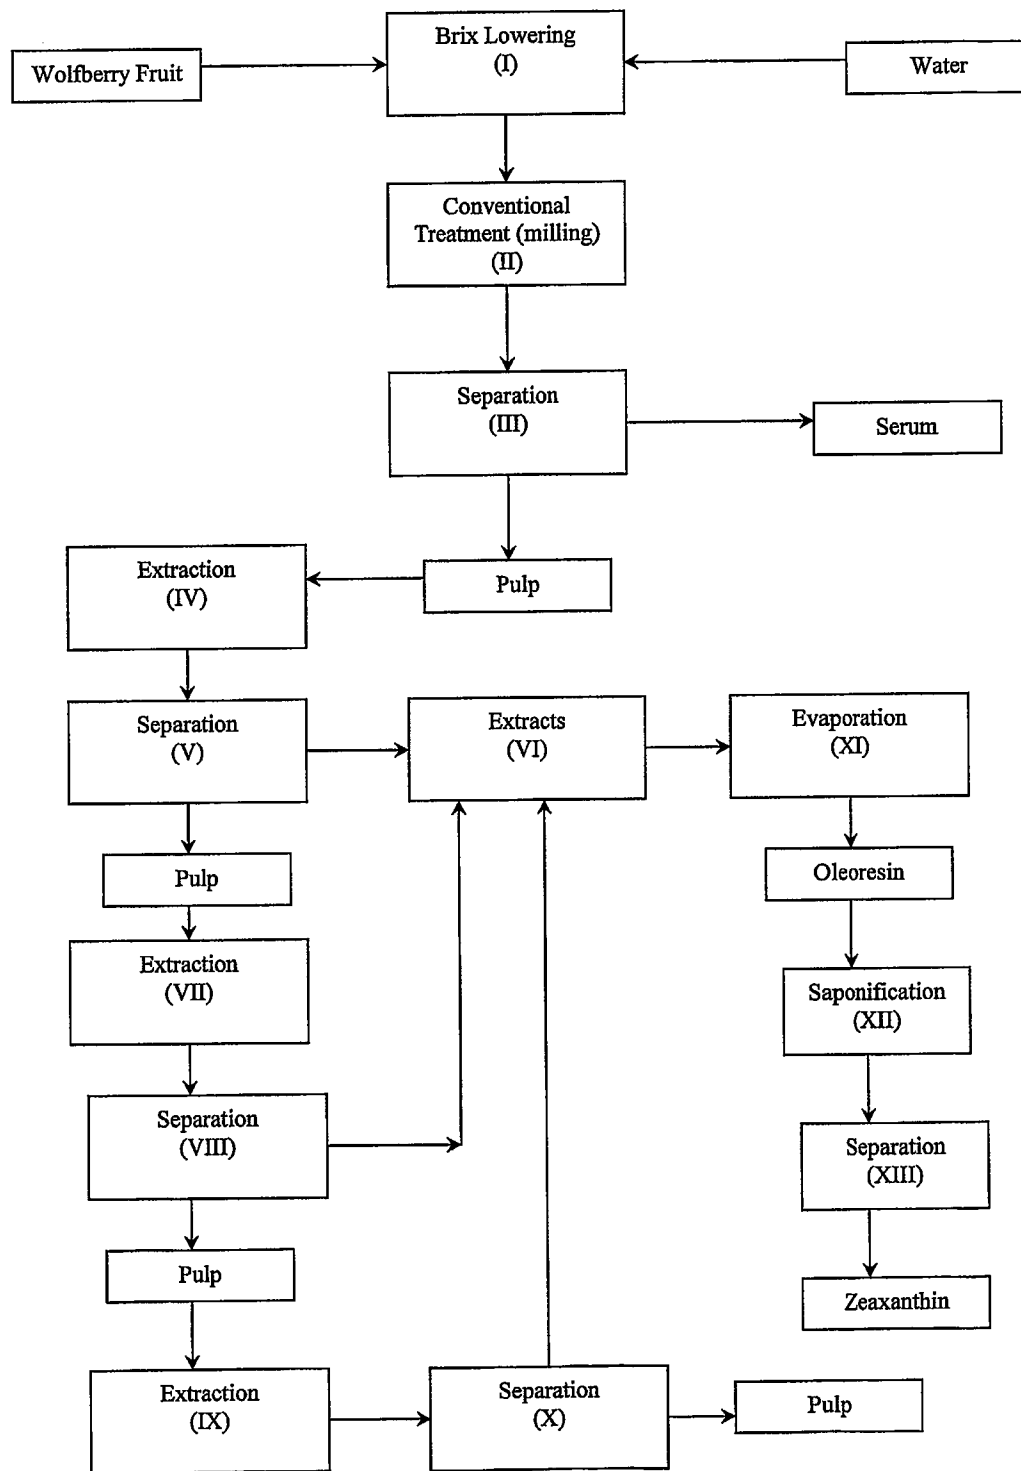 Brix Lowering
(I)
Wolfberry Fruit
Water
Conventional
Treatment (milling)
(II)
Separation
(III)
Serum
Pulp
Extraction
(IV)
Separation
(V)
Extracts
(VI)
Evaporation
(XI)
Pulp
Oleoresin
Extraction
(VII)
Saponification
(XII)
Separation
(VIII)
Separation
(XIII)
Pulp
Zeaxanthin
Extraction
(IX)
Separation
(X)
Pulp